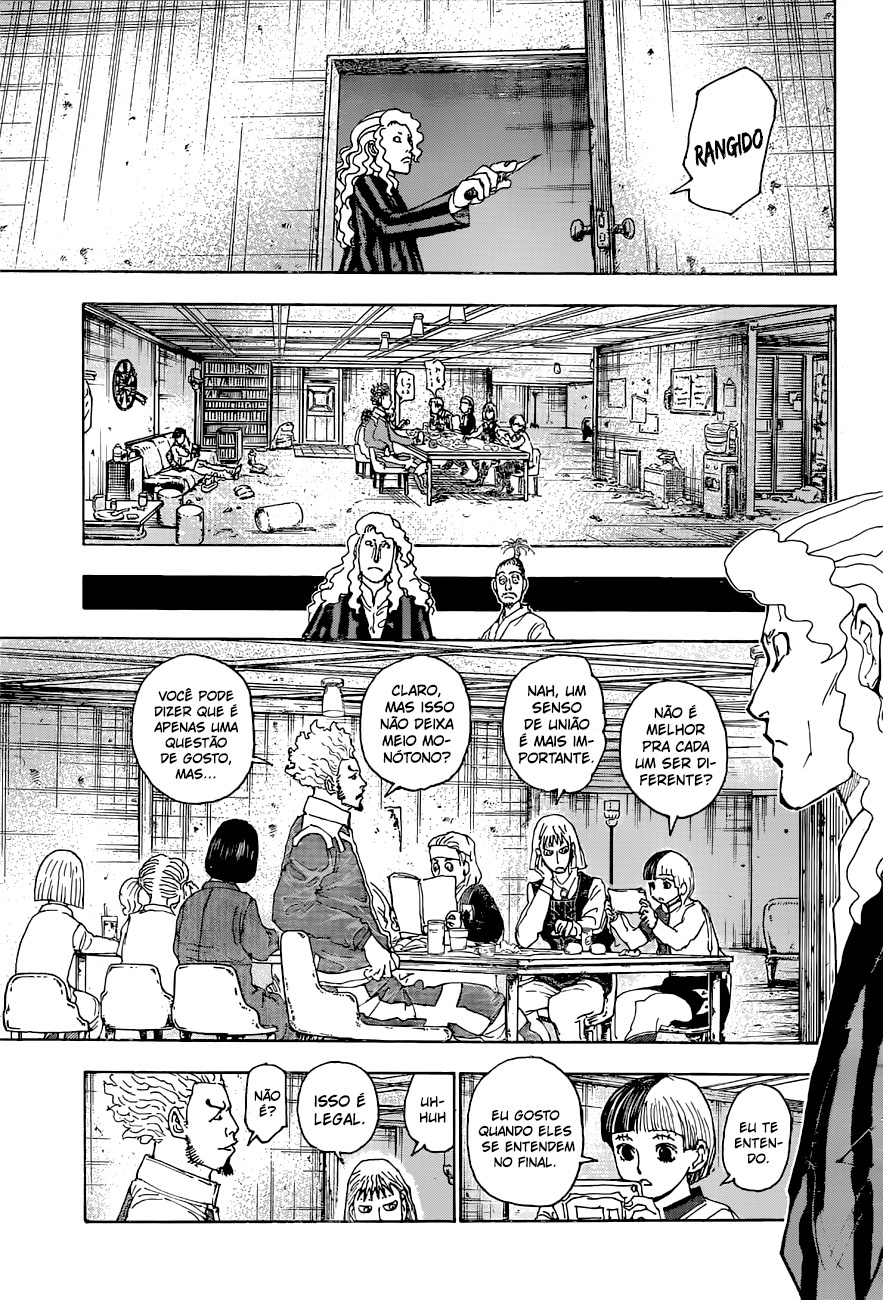 RANGIDO
NÃO É
MELHOR
PRA CADA
UM SER DI-
FERENTE?
NAH, UM
SENSO
DE UNIÃO
É MAIS IM-
PORTANTE.
CLARO,
MAS ISSO
NÃO DEIXA
MEIO MO-
NÓTONO?
VOCÊ PODE
DIZER QUE É
APENAS UMA
QUESTÃO
DE GOSTO,
MAS...
EU TE
ENTEN-
DO.
EU GOSTO
QUANDO ELES
SE ENTENDEM
NO FINAL.
UH-
HUH
ISSO É
LEGAL.
NÃO
É?